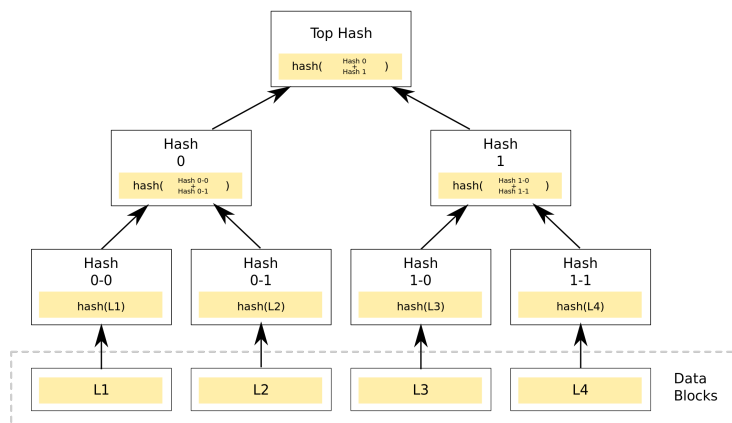 Top Hash
hash( Hash 0 + Hash 1 )
Hash
0
hash( Hash 0-0 + Hash 0-1 )
Hash
1
hash( Hash 1-0 + Hash 1-1 )
Hash
0-0
hash(L1)
Hash
0-1
hash(L2)
Hash
1-0
hash(L3)
Hash
1-1
hash(L4)
L1
L2
L3
L4
Data
Blocks